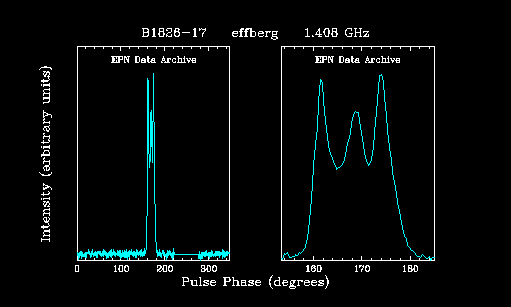 B1826-17 effberg 1.408 GHz
EPN Data Archive EPN Data Archive
Intensity (arbitrary units)
0 100 200 300 160 170 180
Pulse Phase (degrees)